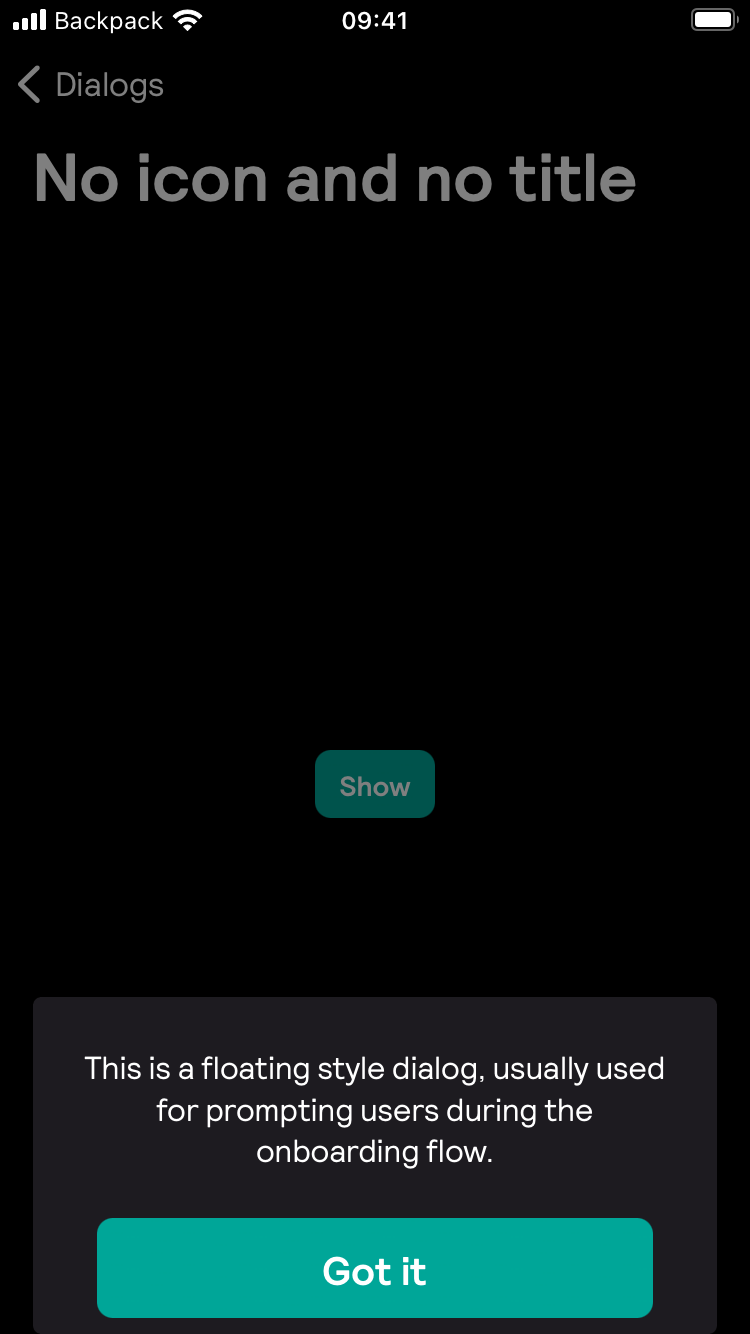 Backpack 09:41
Dialogs
No icon and no title
Show
This is a floating style dialog, usually used
for prompting users during the
onboarding flow.
Got it